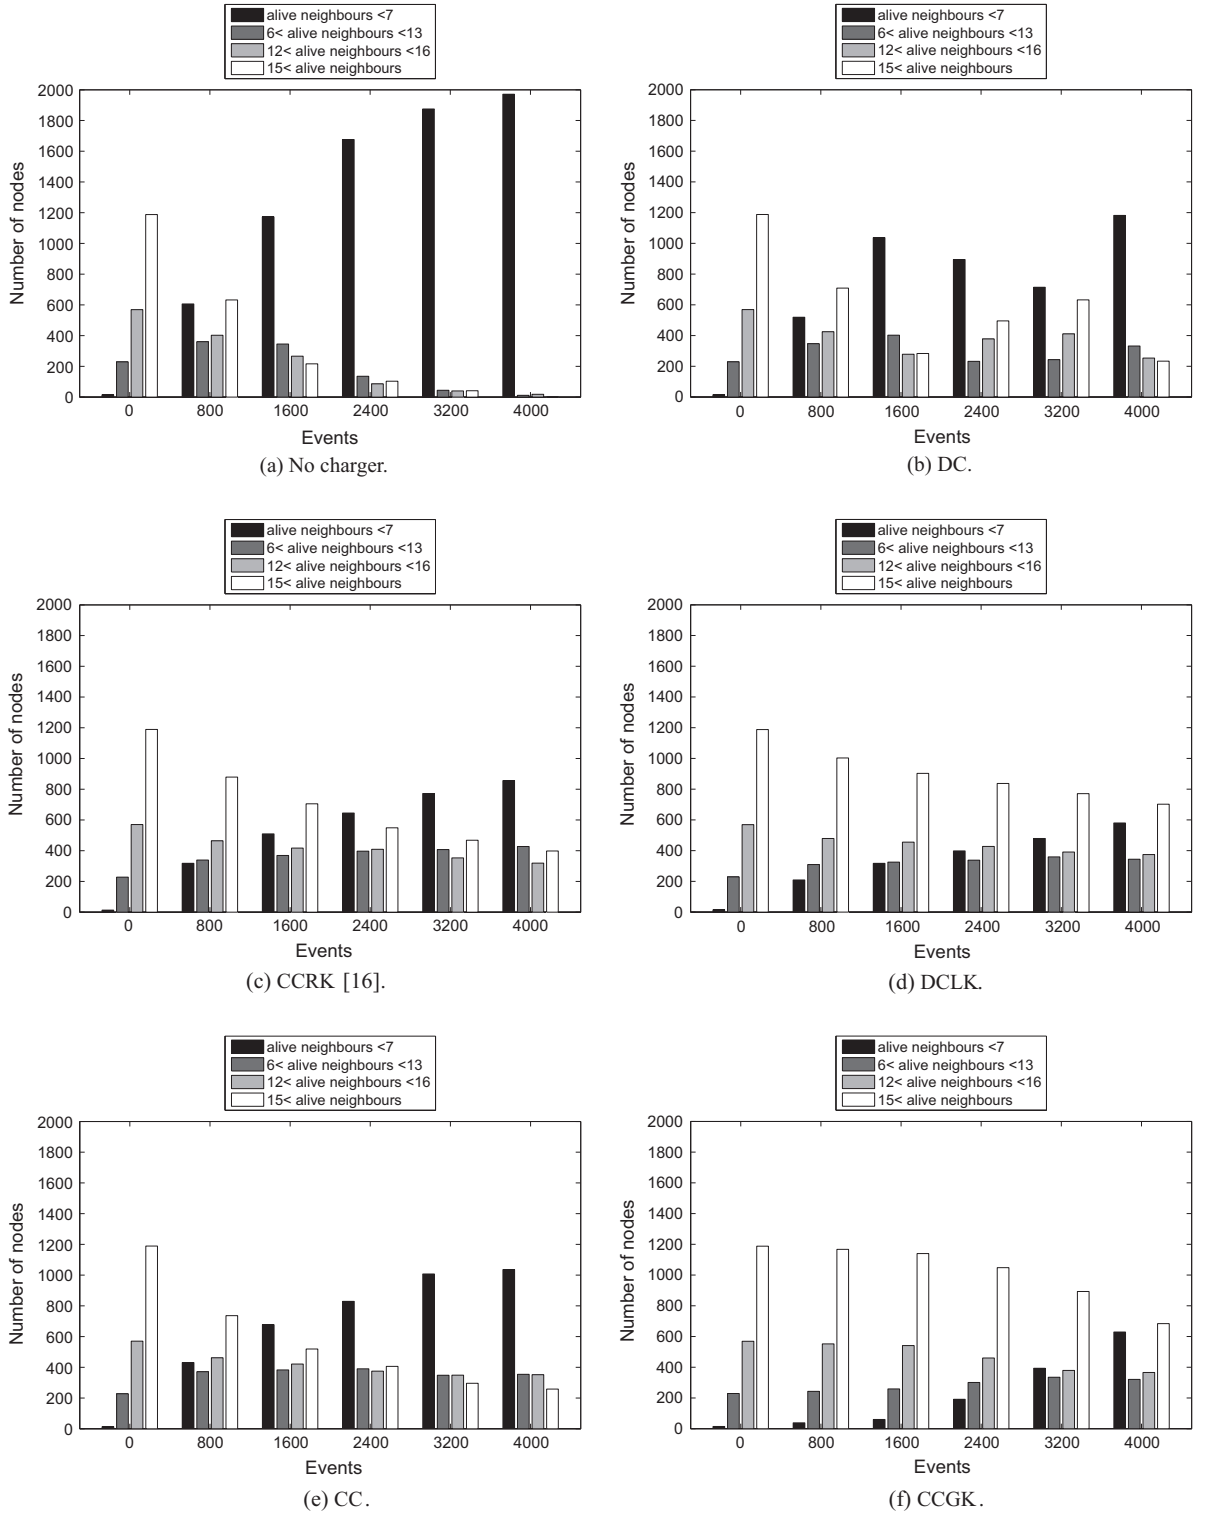 alive neighbours <7
6< alive neighbours <13
12< alive neighbours <16
15< alive neighbours
2000
1800
1600
1400
1200
1000
800
600
400
200
0
Number of nodes
0 800 1600 2400 3200 4000
Events
(a) No charger.
alive neighbours <7
6< alive neighbours <13
12< alive neighbours <16
15< alive neighbours
2000
1800
1600
1400
1200
1000
800
600
400
200
0
Number of nodes
0 800 1600 2400 3200 4000
Events
(b) DC.
alive neighbours <7
6< alive neighbours <13
12< alive neighbours <16
15< alive neighbours
2000
1800
1600
1400
1200
1000
800
600
400
200
0
Number of nodes
0 800 1600 2400 3200 4000
Events
(c) CCRK [16].
alive neighbours <7
6< alive neighbours <13
12< alive neighbours <16
15< alive neighbours
2000
1800
1600
1400
1200
1000
800
600
400
200
0
Number of nodes
0 800 1600 2400 3200 4000
Events
(d) DCLK.
alive neighbours <7
6< alive neighbours <13
12< alive neighbours <16
15< alive neighbours
2000
1800
1600
1400
1200
1000
800
600
400
200
0
Number of nodes
0 800 1600 2400 3200 4000
Events
(e) CC.
alive neighbours <7
6< alive neighbours <13
12< alive neighbours <16
15< alive neighbours
2000
1800
1600
1400
1200
1000
800
600
400
200
0
Number of nodes
0 800 1600 2400 3200 4000
Events
(f) CCGK.